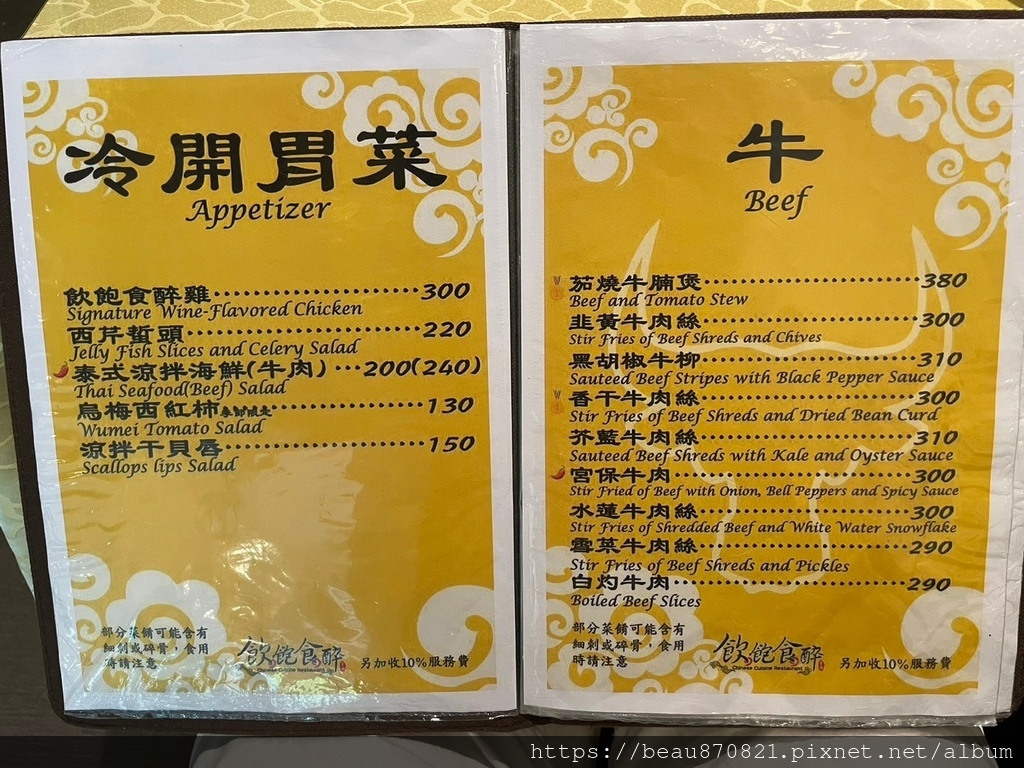 冷開胃菜
Appetizer
飲飽食醉雞 300
Signature Wine-Flavored Chicken
西芹蜇頭 220
Jelly Fish Slices and Celery Salad
泰式涼拌海鮮(牛肉) 200(240)
Thai Seafood(Beef) Salad
烏梅西紅柿 130
Wumei Tomato Salad
涼拌干貝唇 150
Scallops lips Salad
部分菜餚可能含有
細刺或碎骨，食用
時請注意
飲飽食醉
Chinese Cuisine Restaurant
另加收10%服務費
牛
Beef
茄燒牛腩煲 380
Beef and Tomato Stew
韭黃牛肉絲 300
Stir Fries of Beef Shreds and Chives
黑胡椒牛柳 310
Sauteed Beef Stripes with Black Pepper Sauce
香干牛肉絲 300
Stir Fries of Beef Shreds and Dried Bean Curd
芥藍牛肉絲 310
Sauteed Beef Shreds with Kale and Oyster Sauce
宮保牛肉 300
Stir Fried of Beef with Onion, Bell Peppers and Spicy Sauce
水蓮牛肉絲 300
Stir Fries of Shredded Beef and White Water Snowflake
雪菜牛肉絲 290
Stir Fries of Beef Shreds and Pickles
白灼牛肉 290
Boiled Beef Slices
部分菜餚可能含有
細刺或碎骨，食用
時請注意
飲飽食醉
Chinese Cuisine Restaurant
另加收10%服務費
https://beau870821.pixnet.net/album